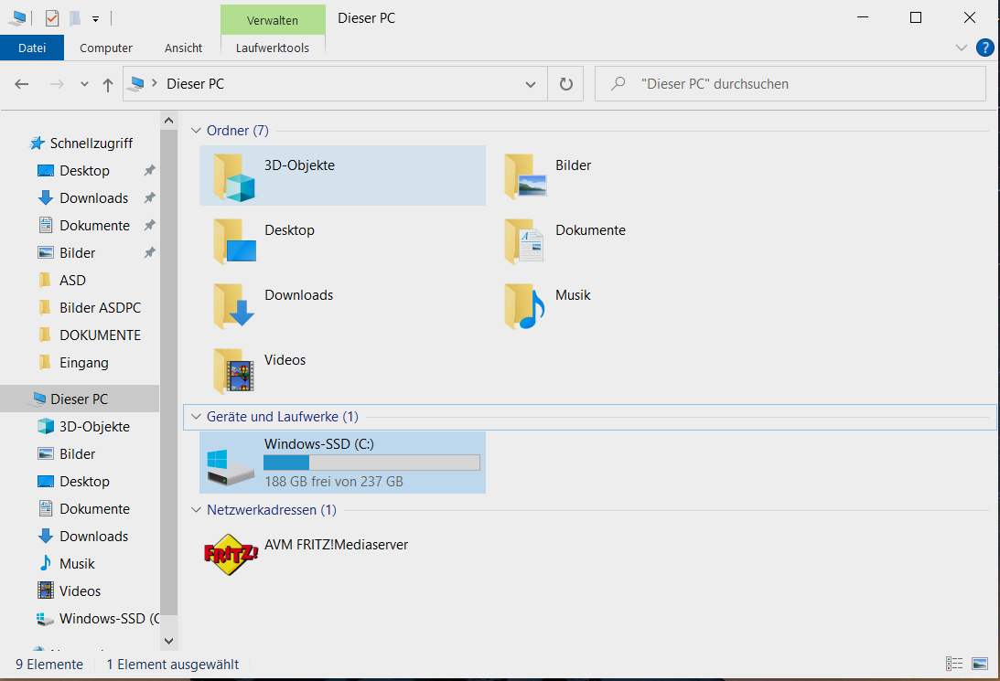 Verwalten
Dieser PC
Datei
Computer
Ansicht
Laufwerktools
?
Dieser PC
"Dieser PC" durchsuchen
Schnellzugriff
Desktop
Downloads
Dokumente
Bilder
ASD
Bilder ASDPC
DOKUMENTE
Eingang
Dieser PC
3D-Objekte
Bilder
Desktop
Dokumente
Downloads
Musik
Videos
Windows-SSD (C
Ordner (7)
3D-Objekte
Bilder
Desktop
Dokumente
Downloads
Musik
Videos
Geräte und Laufwerke (1)
Windows-SSD (C:)
188 GB frei von 237 GB
Netzwerkadressen (1)
FRITZ!
AVM FRITZ!Mediaserver
9 Elemente
1 Element ausgewählt